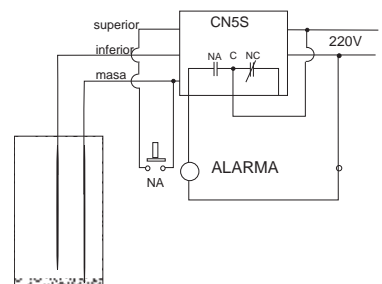 superior
CN5S
inferior
220V
NA C NC
masa
ALARMA
NA